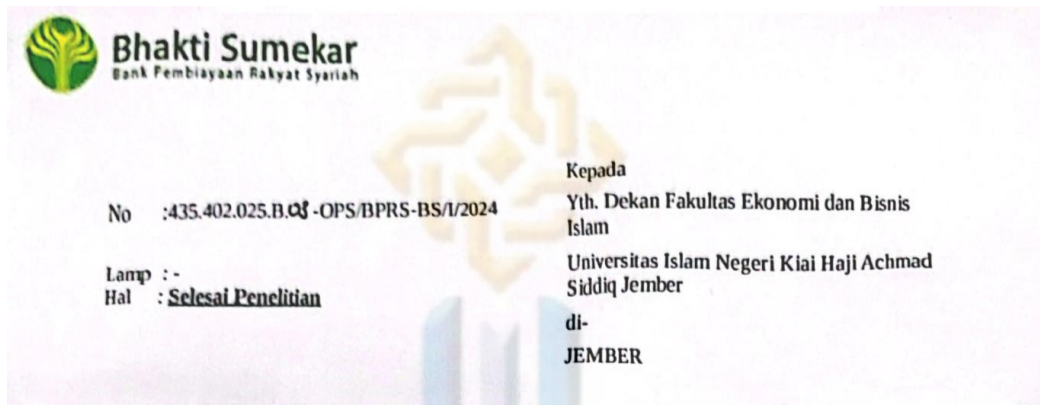 Bhakti Sumekar
Bank Pembiayaan Rakyat Syariah
Kepada
No :435.402.025.B.08-OPS/BPRS-BS/I/2024
Yth. Dekan Fakultas Ekonomi dan Bisnis
Islam
Universitas Islam Negeri Kiai Haji Achmad
Siddiq Jember
Lamp : -
Hal : Selesai Penelitian
di-
JEMBER